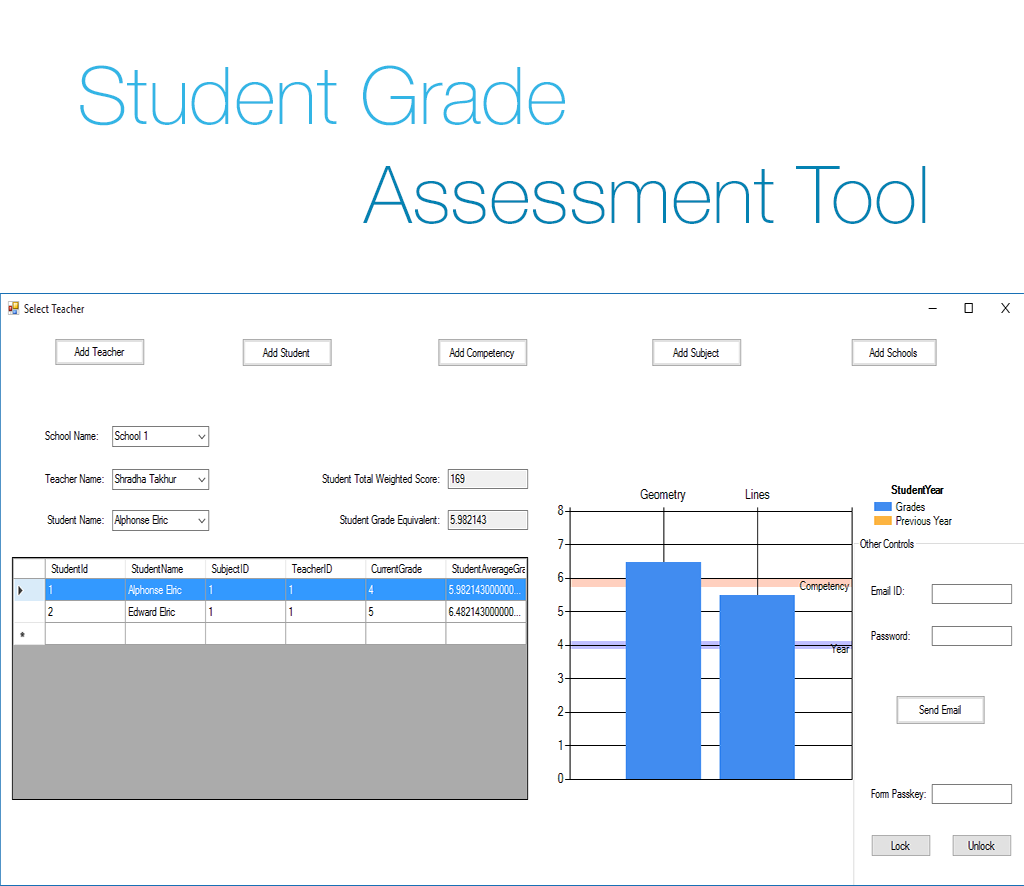 Student Grade
Assessment Tool
Select Teacher
Add Teacher
Add Student
Add Competency
Add Subject
Add Schools
School Name: School 1
Teacher Name: Shradha Takhur
Student Total Weighted Score: 169
Student Name: Alphonse Elric
Student Grade Equivalent: 5.982143
StudentId StudentName SubjectID TeacherID CurrentGrade StudentAverageGra
1 Alphonse Elric 1 1 4 5.982143000000...
2 Edward Elric 1 1 5 6.482143000000...
*
Geometry Lines
8
7
6
5
4
3
2
1
0
Competency
Year
StudentYear
Grades
Previous Year
Other Controls
Email ID:
Password:
Send Email
Form Passkey:
Lock
Unlock